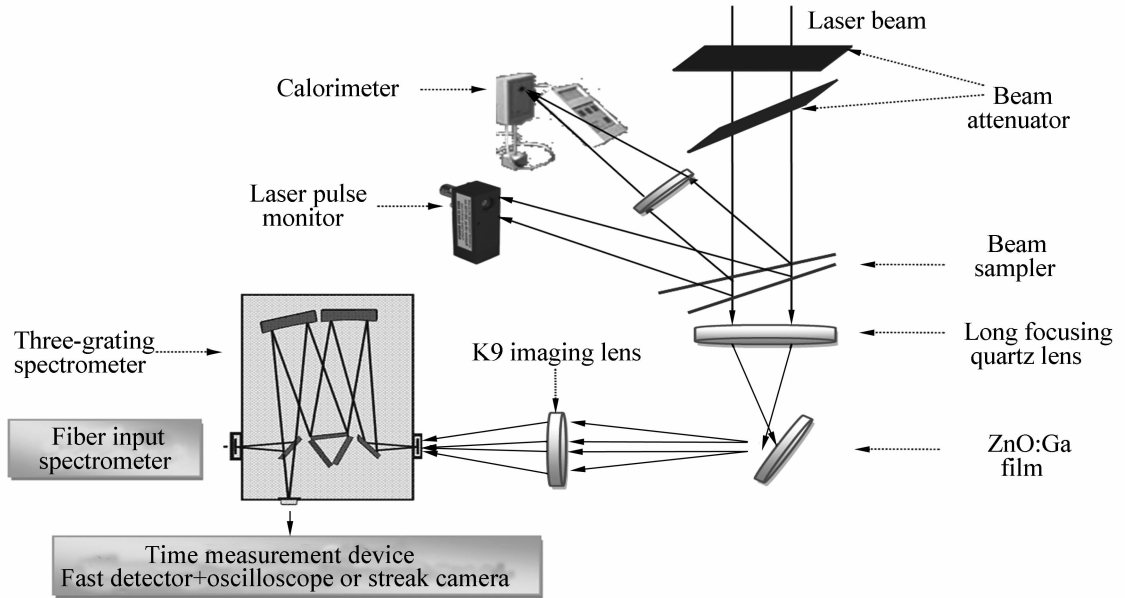 Laser beam
Calorimeter
Beam
attenuator
Laser pulse
monitor
Beam
sampler
Three-grating
spectrometer
K9 imaging lens
Long focusing
quartz lens
Fiber input
spectrometer
ZnO:Ga
film
Time measurement device
Fast detector+oscilloscope or streak camera